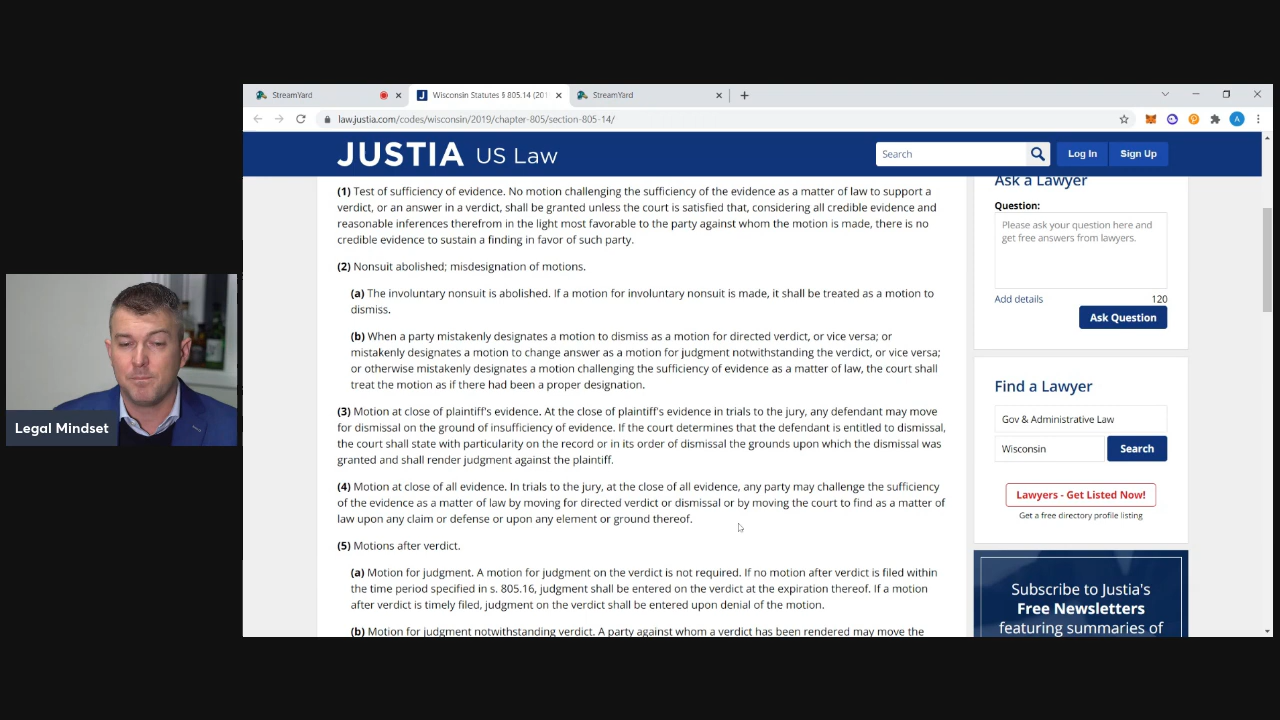 StreamYard
Wisconsin Statutes § 805.14 (201
StreamYard
law.justia.com/codes/wisconsin/2019/chapter-805/section-805-14/
A
JUSTIA US Law
Search
Log In
Sign Up
(1) Test of sufficiency of evidence. No motion challenging the sufficiency of the evidence as a matter of law to support a
verdict, or an answer in a verdict, shall be granted unless the court is satisfied that, considering all credible evidence and
reasonable inferences therefrom in the light most favorable to the party against whom the motion is made, there is no
credible evidence to sustain a finding in favor of such party.
(2) Nonsuit abolished; misdesignation of motions.
(a) The involuntary nonsuit is abolished. If a motion for involuntary nonsuit is made, it shall be treated as a motion to
dismiss.
(b) When a party mistakenly designates a motion to dismiss as a motion for directed verdict, or vice versa; or
mistakenly designates a motion to change answer as a motion for judgment notwithstanding the verdict, or vice versa;
or otherwise mistakenly designates a motion challenging the sufficiency of evidence as a matter of law, the court shall
treat the motion as if there had been a proper designation.
(3) Motion at close of plaintiff's evidence. At the close of plaintiff's evidence in trials to the jury, any defendant may move
for dismissal on the ground of insufficiency of evidence. If the court determines that the defendant is entitled to dismissal,
the court shall state with particularity on the record or in its order of dismissal the grounds upon which the dismissal was
granted and shall render judgment against the plaintiff.
(4) Motion at close of all evidence. In trials to the jury, at the close of all evidence, any party may challenge the sufficiency
of the evidence as a matter of law by moving for directed verdict or dismissal or by moving the court to find as a matter of
law upon any claim or defense or upon any element or ground thereof.
(5) Motions after verdict.
(a) Motion for judgment. A motion for judgment on the verdict is not required. If no motion after verdict is filed within
the time period specified in s. 805.16, judgment shall be entered on the verdict at the expiration thereof. If a motion
after verdict is timely filed, judgment on the verdict shall be entered upon denial of the motion.
(b) Motion for judgment notwithstanding verdict. A party against whom a verdict has been rendered may move the
Ask a Lawyer
Question:
Please ask your question here and
get free answers from lawyers.
Add details
120
Ask Question
Find a Lawyer
Gov & Administrative Law
Wisconsin
Search
Lawyers - Get Listed Now!
Get a free directory profile listing
Subscribe to Justia's
Free Newsletters
featuring summaries of
Legal Mindset